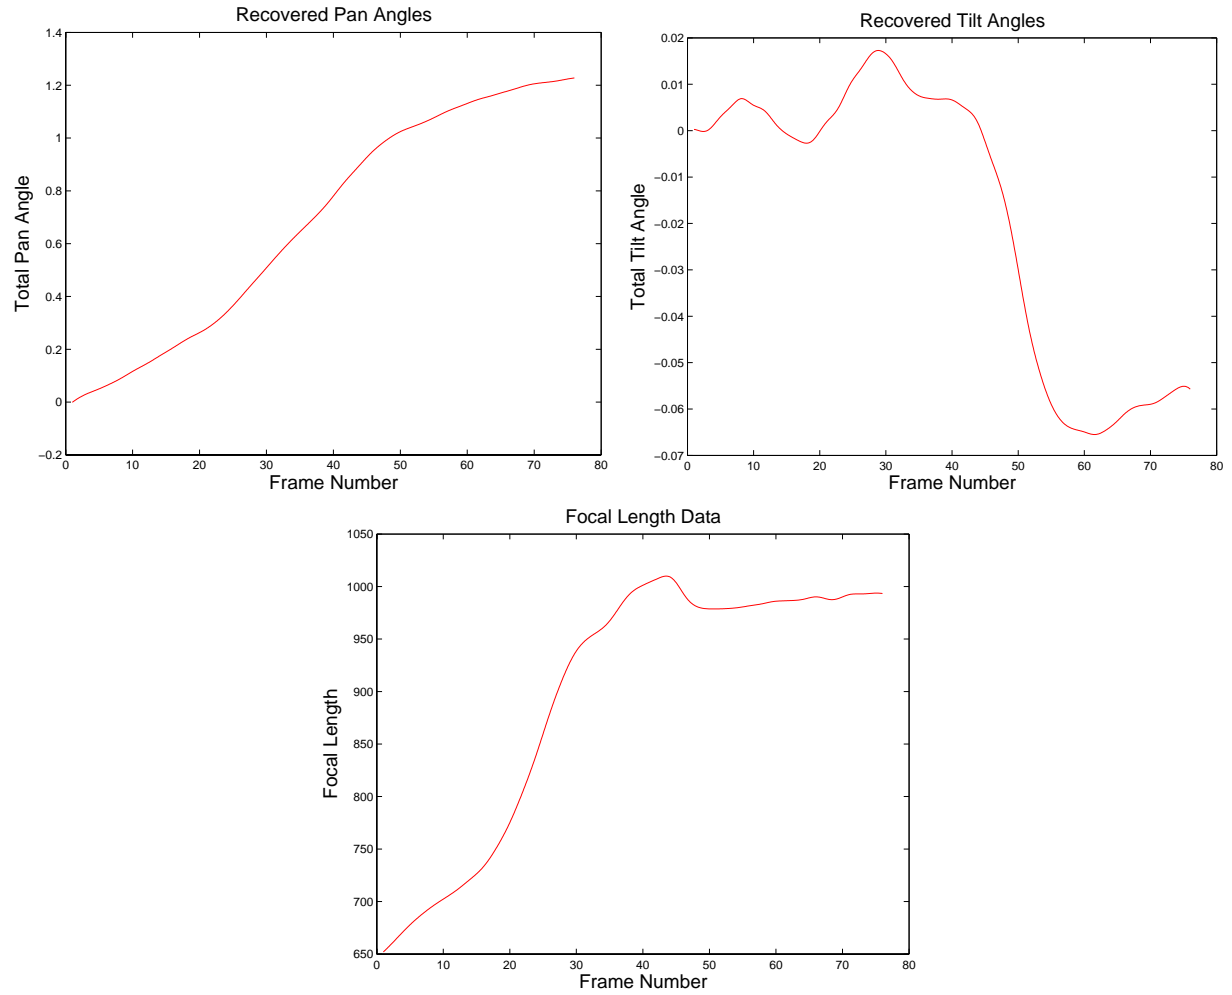 Recovered Pan Angles
1.4
1.2
1
0.8
0.6
0.4
0.2
0
−0.2
Total Pan Angle
0 10 20 30 40 50 60 70 80
Frame Number
Recovered Tilt Angles
0.02
0.01
0
−0.01
−0.02
−0.03
−0.04
−0.05
−0.06
−0.07
Total Tilt Angle
0 10 20 30 40 50 60 70 80
Frame Number
Focal Length Data
1050
1000
950
900
850
800
750
700
650
Focal Length
0 10 20 30 40 50 60 70 80
Frame Number